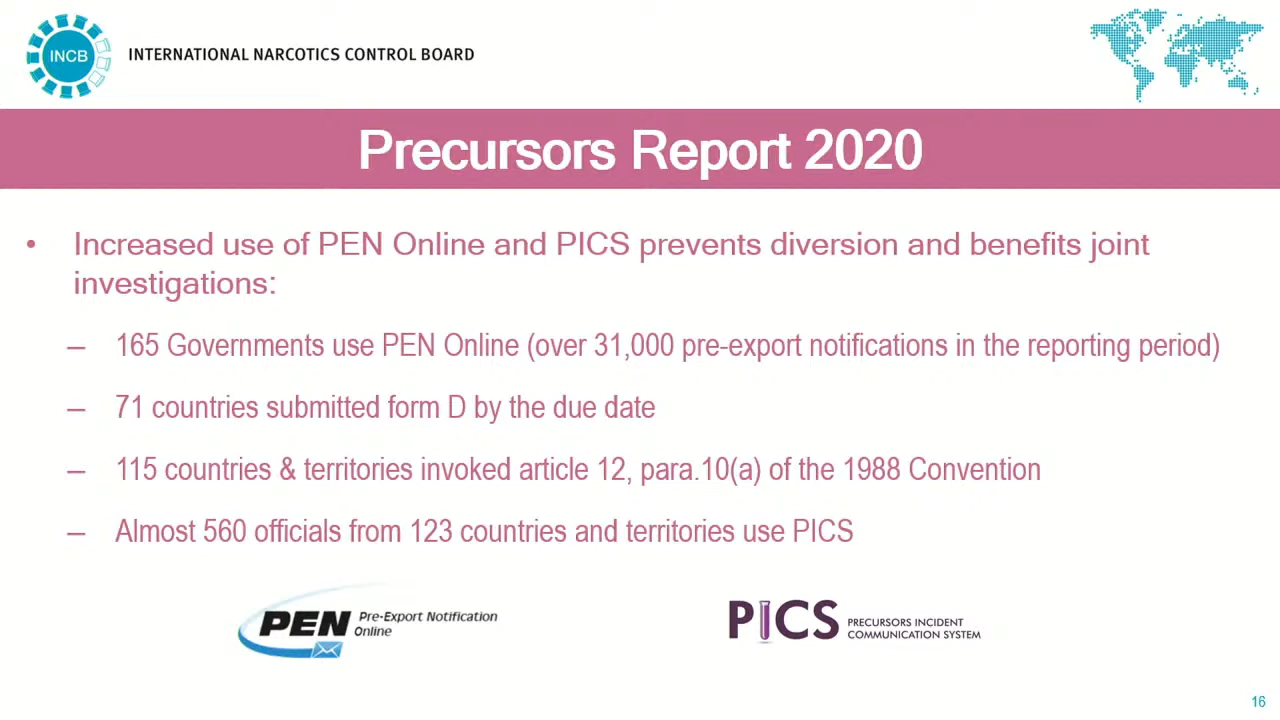 INCB
INTERNATIONAL NARCOTICS CONTROL BOARD
Precursors Report 2020
• Increased use of PEN Online and PICS prevents diversion and benefits joint
investigations:
– 165 Governments use PEN Online (over 31,000 pre-export notifications in the reporting period)
– 71 countries submitted form D by the due date
– 115 countries & territories invoked article 12, para.10(a) of the 1988 Convention
– Almost 560 officials from 123 countries and territories use PICS
PEN Pre-Export Notification
Online
PICS PRECURSORS INCIDENT
COMMUNICATION SYSTEM
16